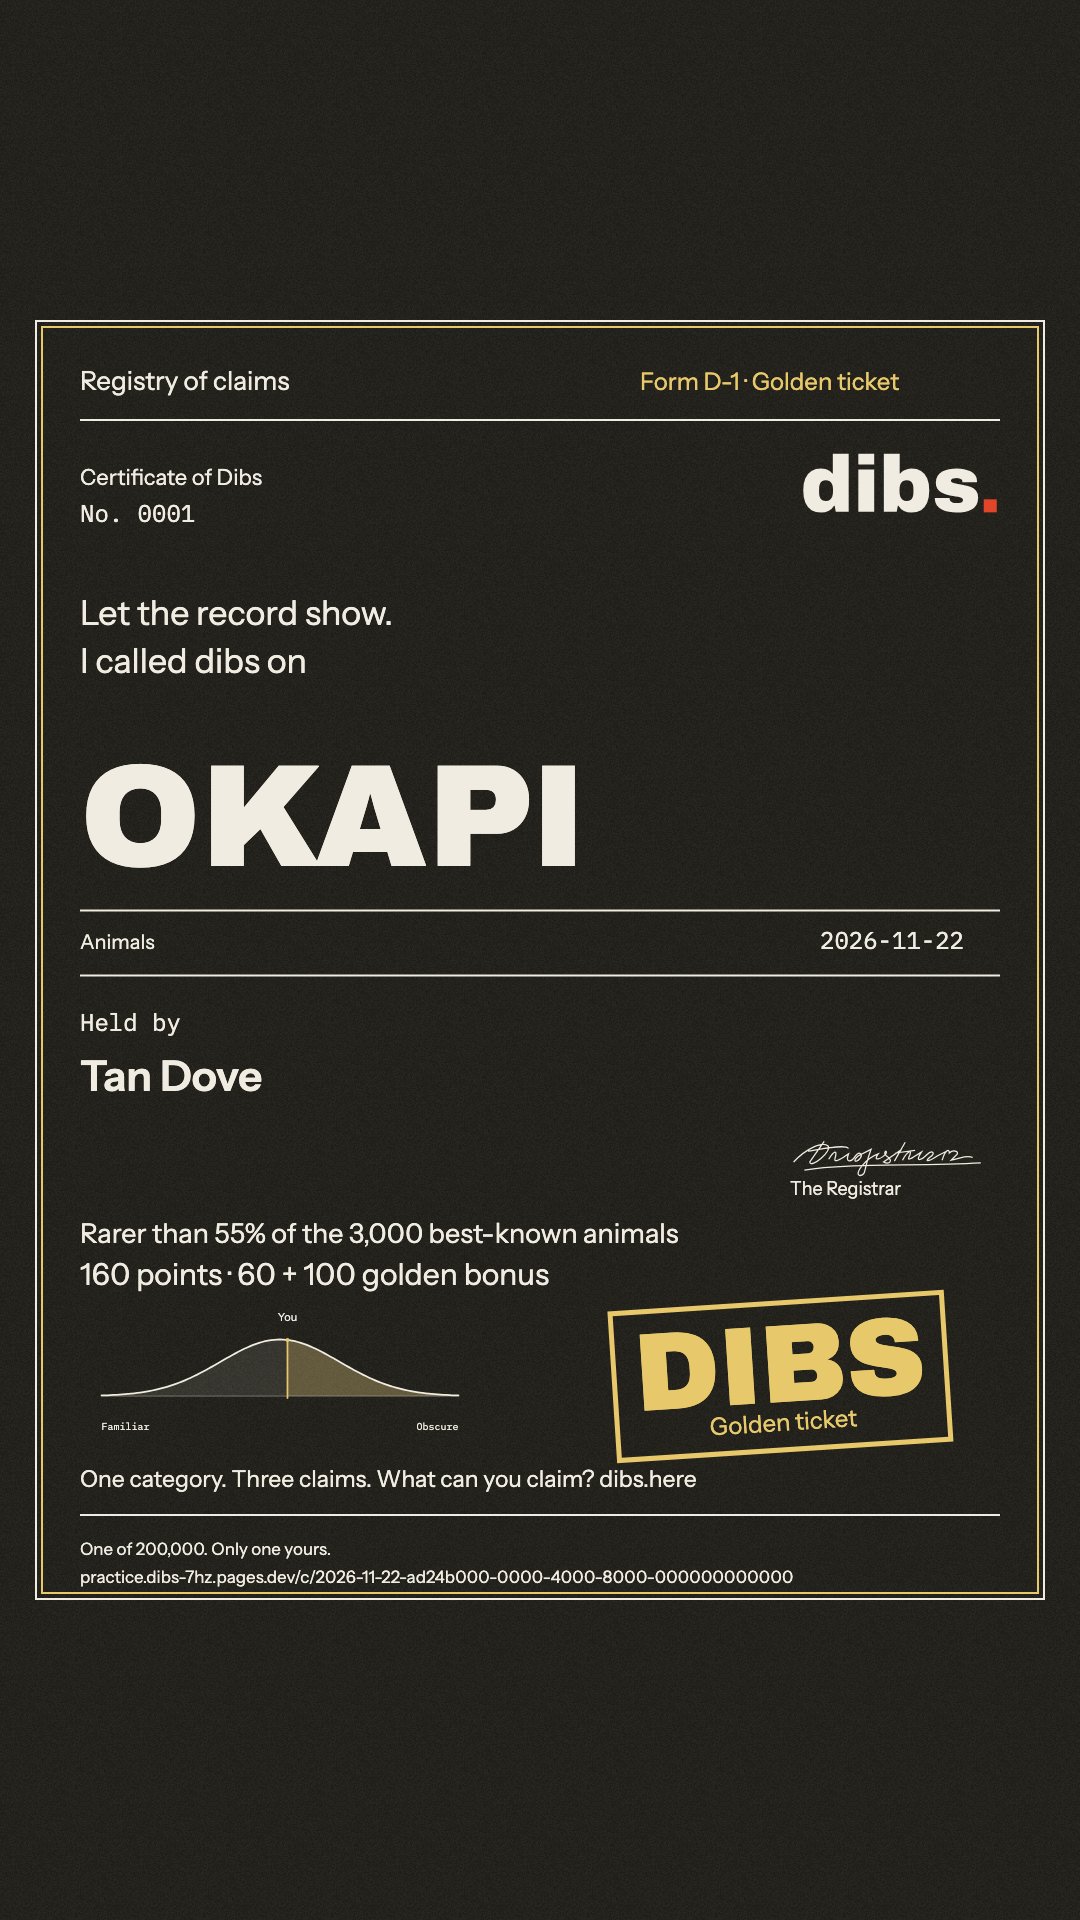 Registry of claims
Form D-1 · Golden ticket
Certificate of Dibs
No. 0001
dibs.
Let the record show.
I called dibs on
OKAPI
Animals
2026-11-22
Held by
Tan Dove
The Registrar
Rarer than 55% of the 3,000 best-known animals
160 points · 60 + 100 golden bonus
You
Familiar
Obscure
DIBS
Golden ticket
One category. Three claims. What can you claim? dibs.here
One of 200,000. Only one yours.
practice.dibs-7hz.pages.dev/c/2026-11-22-ad24b000-0000-4000-8000-000000000000